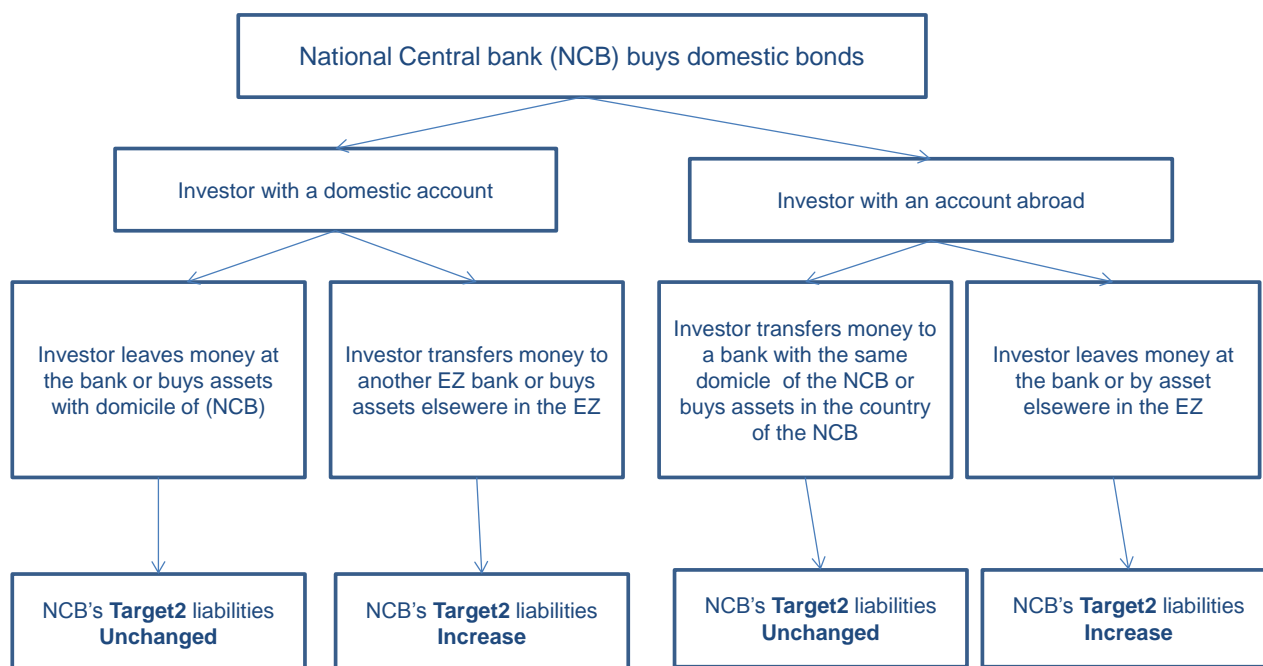 National Central bank (NCB) buys domestic bonds
Investor with a domestic account
Investor with an account abroad
Investor leaves money at
the bank or buys assets
with domicile of (NCB)
Investor transfers money to
another EZ bank or buys
assets elsewere in the EZ
Investor transfers money to
a bank with the same
domicle of the NCB or
buys assets in the country
of the NCB
Investor leaves money at
the bank or by asset
elsewere in the EZ
NCB's Target2 liabilities
Unchanged
NCB's Target2 liabilities
Increase
NCB's Target2 liabilities
Unchanged
NCB's Target2 liabilities
Increase